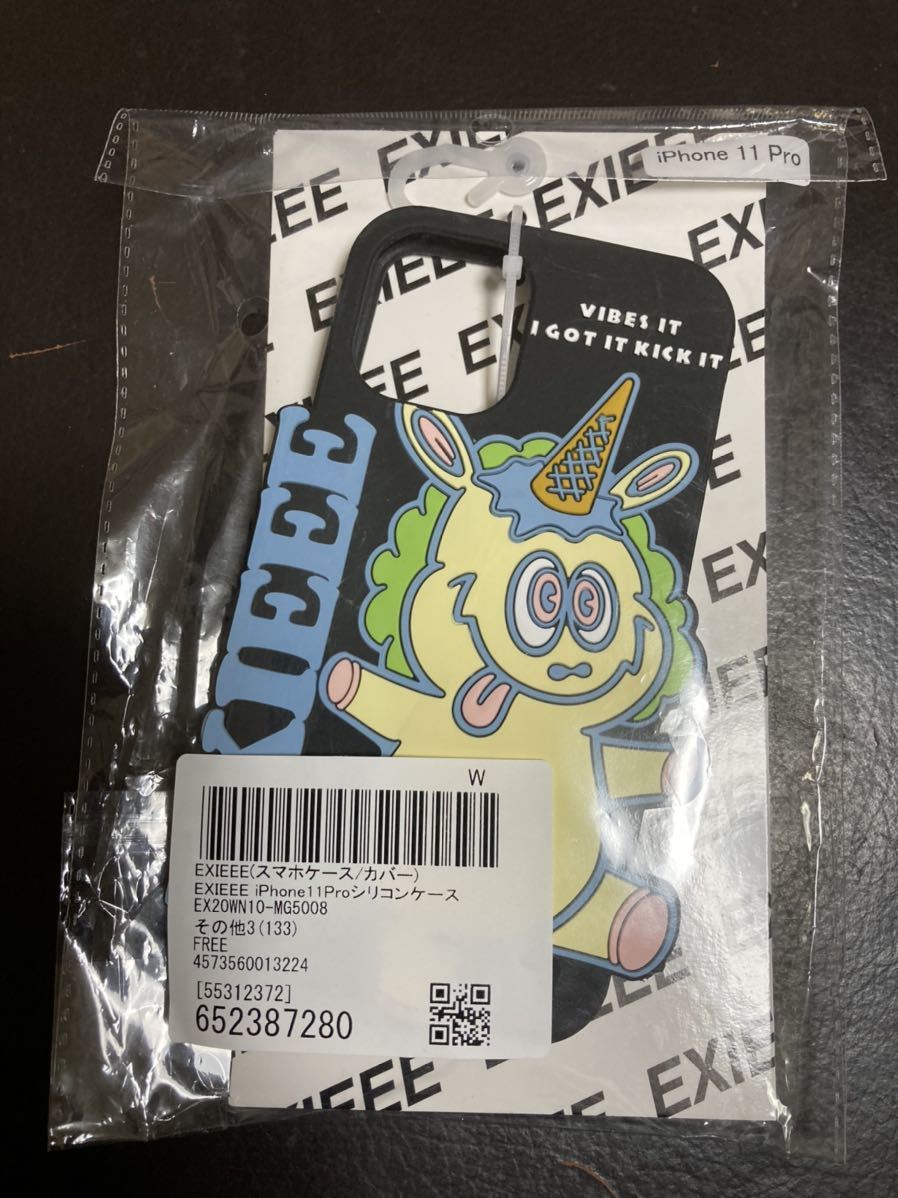 iPhone 11 Pro
EXIEEE
EXIEEE
VIBES IT
I GOT IT KICK IT
EXIEEE
W
EXIEEE(スマホケース/カバー)
EXIEEE iPhone11Proシリコンケース
EX20WN10-MG5008
その他3(133)
FREE
4573560013224
[55312372]
652387280